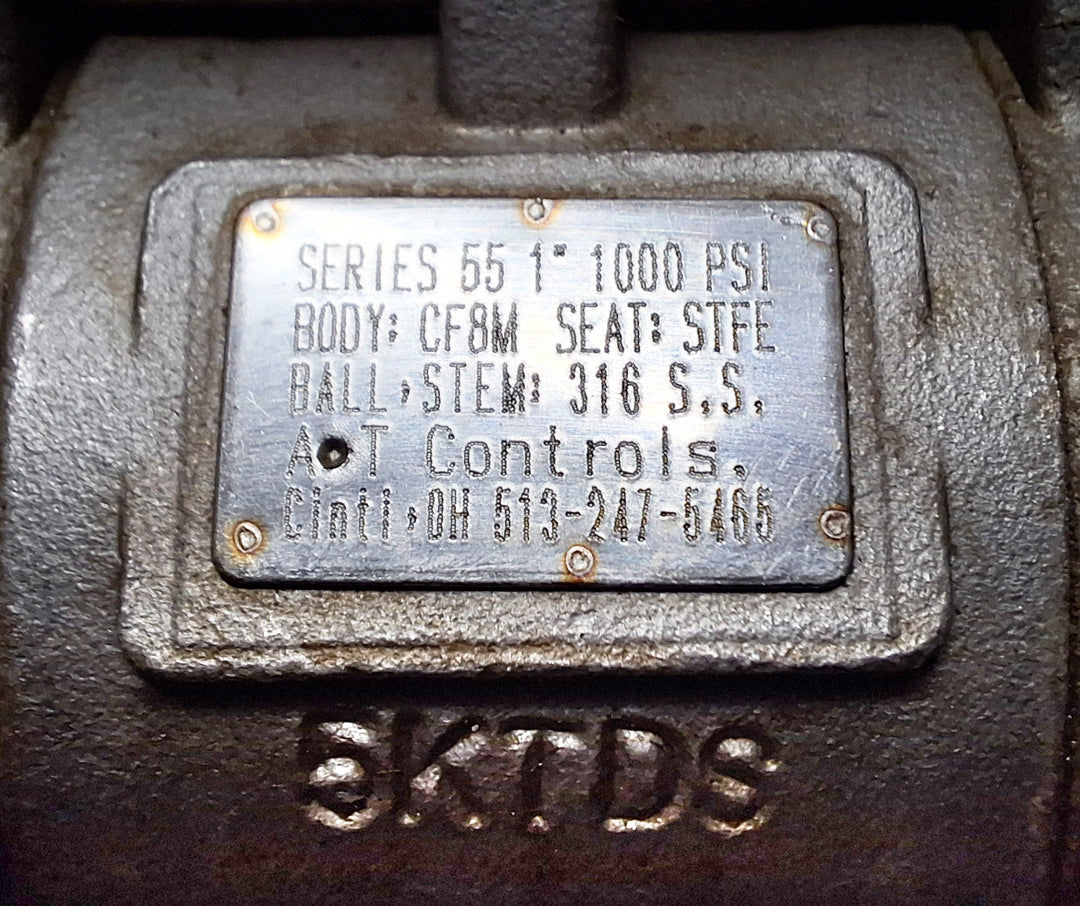 SERIES 55 1" 1000 PSI
BODY: CF8M SEAT: STFE
BALL,STEM: 316 S.S.
A T Controls,
Cinti,OH 513-247-5465
5KTDS